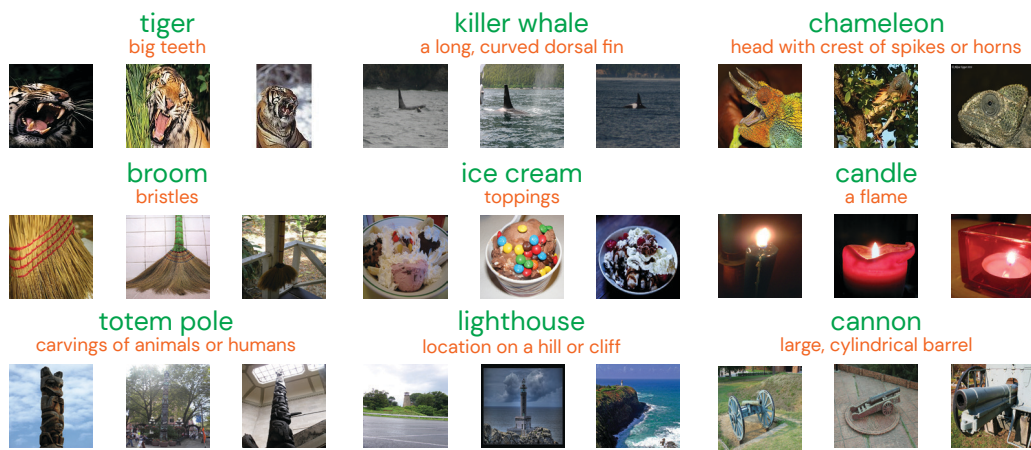 tiger
big teeth
killer whale
a long, curved dorsal fin
chameleon
head with crest of spikes or horns
broom
bristles
ice cream
toppings
candle
a flame
totem pole
carvings of animals or humans
lighthouse
location on a hill or cliff
cannon
large, cylindrical barrel